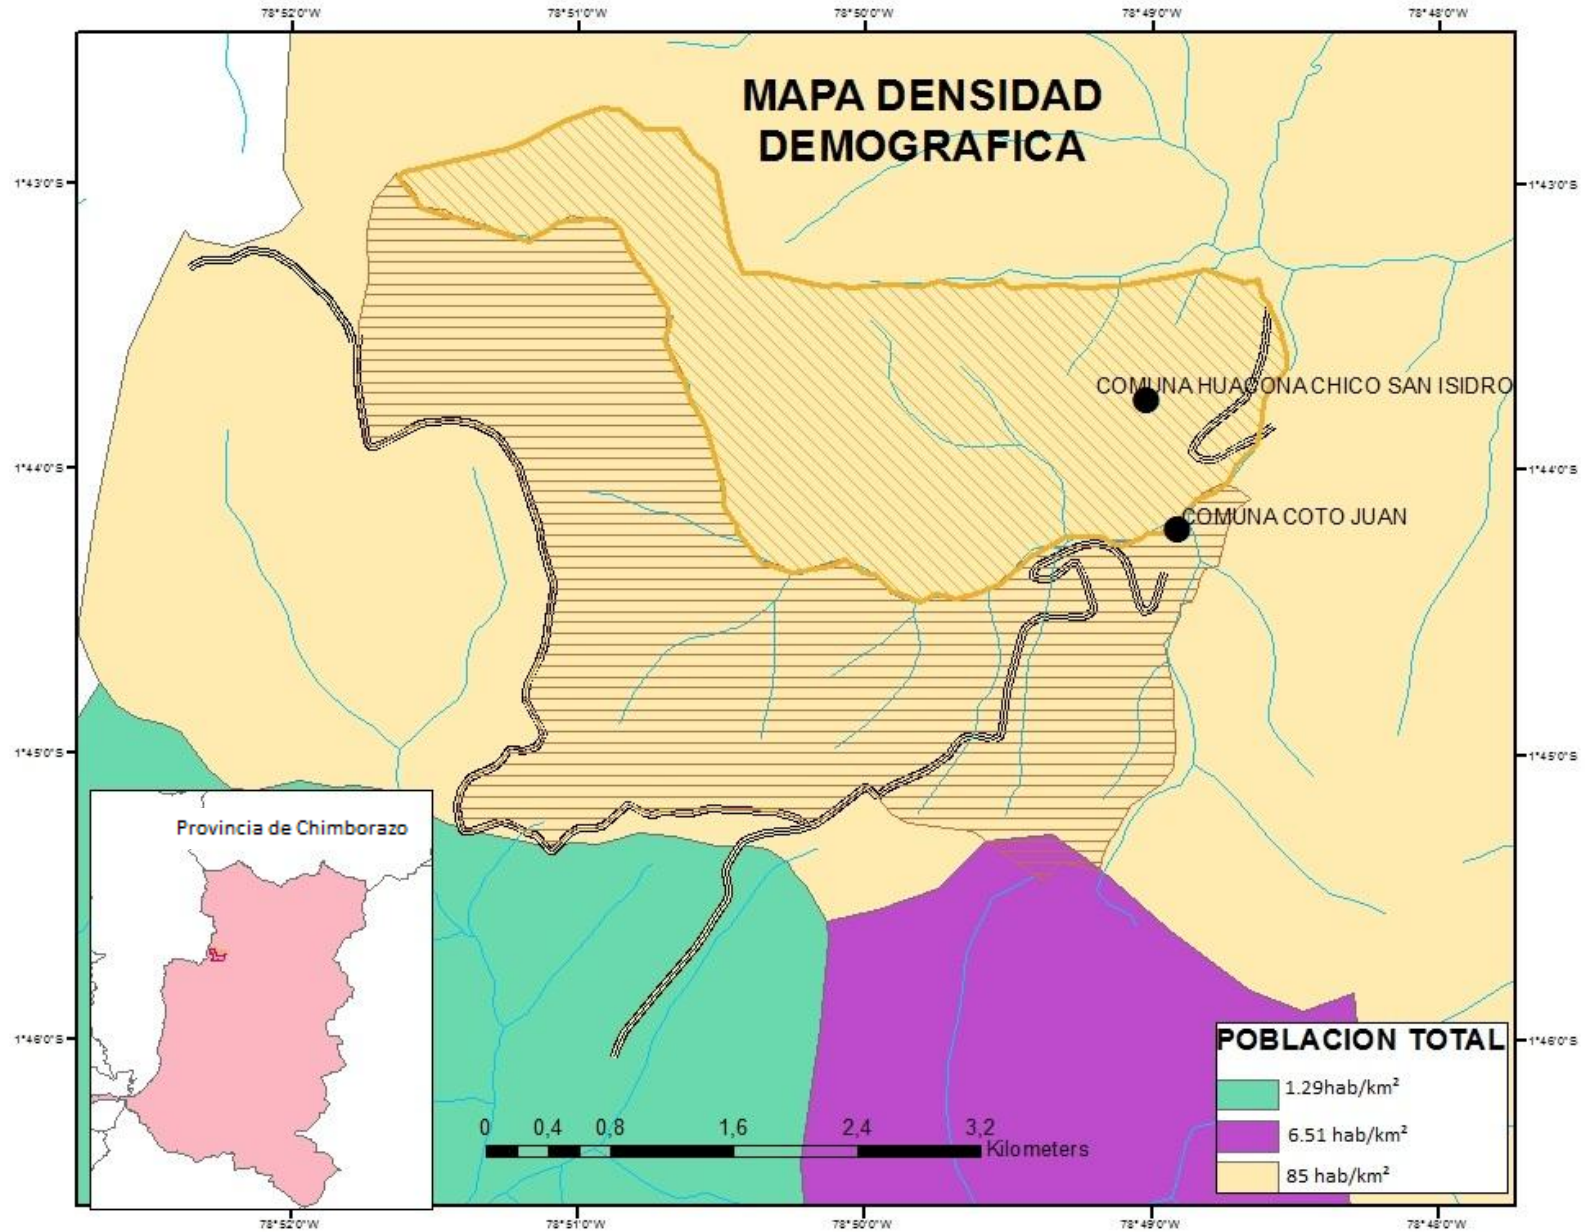 78°52'0"W 78°51'0"W 78°50'0"W 78°49'0"W 78°48'0"W
MAPA DENSIDAD
DEMOGRAFICA
1°43'0"S 1°43'0"S
COMUNA HUAGONA CHICO SAN ISIDRO
1°44'0"S 1°44'0"S
COMUNA COTO JUAN
1°45'0"S 1°45'0"S
Provincia de Chimborazo
1°46'0"S 1°46'0"S
POBLACION TOTAL
1.29hab/km²
6.51 hab/km²
85 hab/km²
0 0,4 0,8 1,6 2,4 3,2
Kilometers
78°52'0"W 78°51'0"W 78°50'0"W 78°49'0"W 78°48'0"W